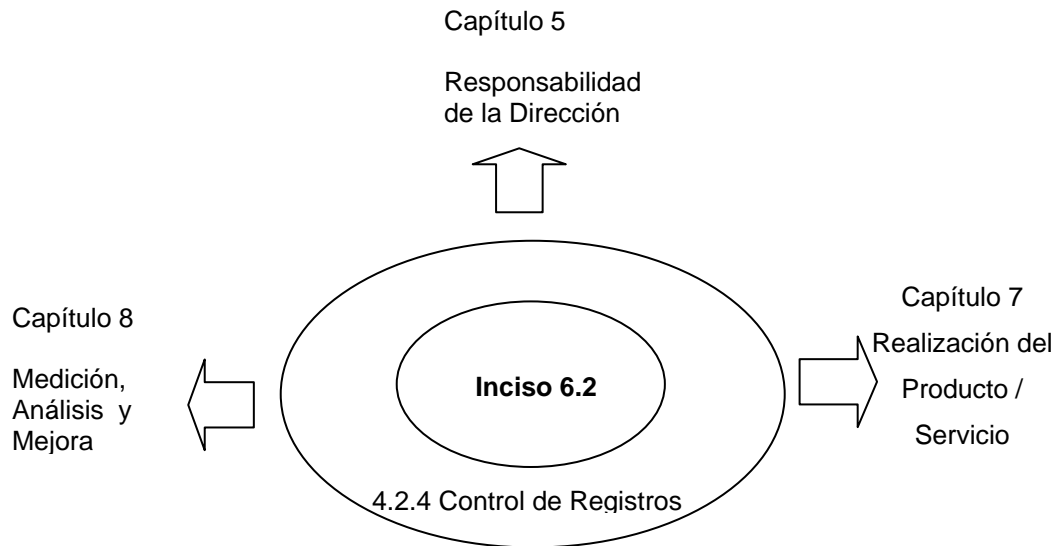 Capítulo 5
Responsabilidad
de la Dirección
Capítulo 8
Medición,
Análisis y
Mejora
Inciso 6.2
4.2.4 Control de Registros
Capítulo 7
Realización del
Producto /
Servicio